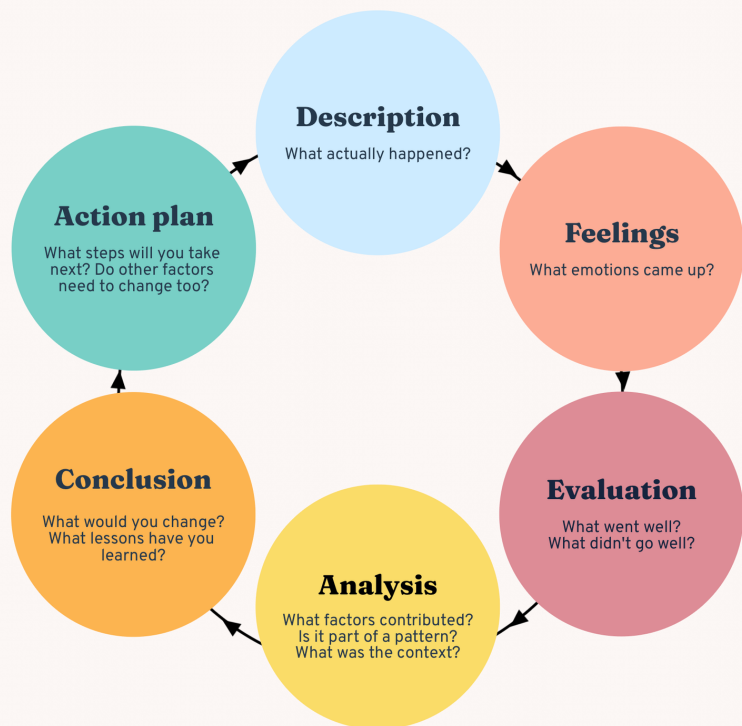 Description
What actually happened?
Feelings
What emotions came up?
Evaluation
What went well?
What didn't go well?
Analysis
What factors contributed?
Is it part of a pattern?
What was the context?
Conclusion
What would you change?
What lessons have you
learned?
Action plan
What steps will you take
next? Do other factors
need to change too?